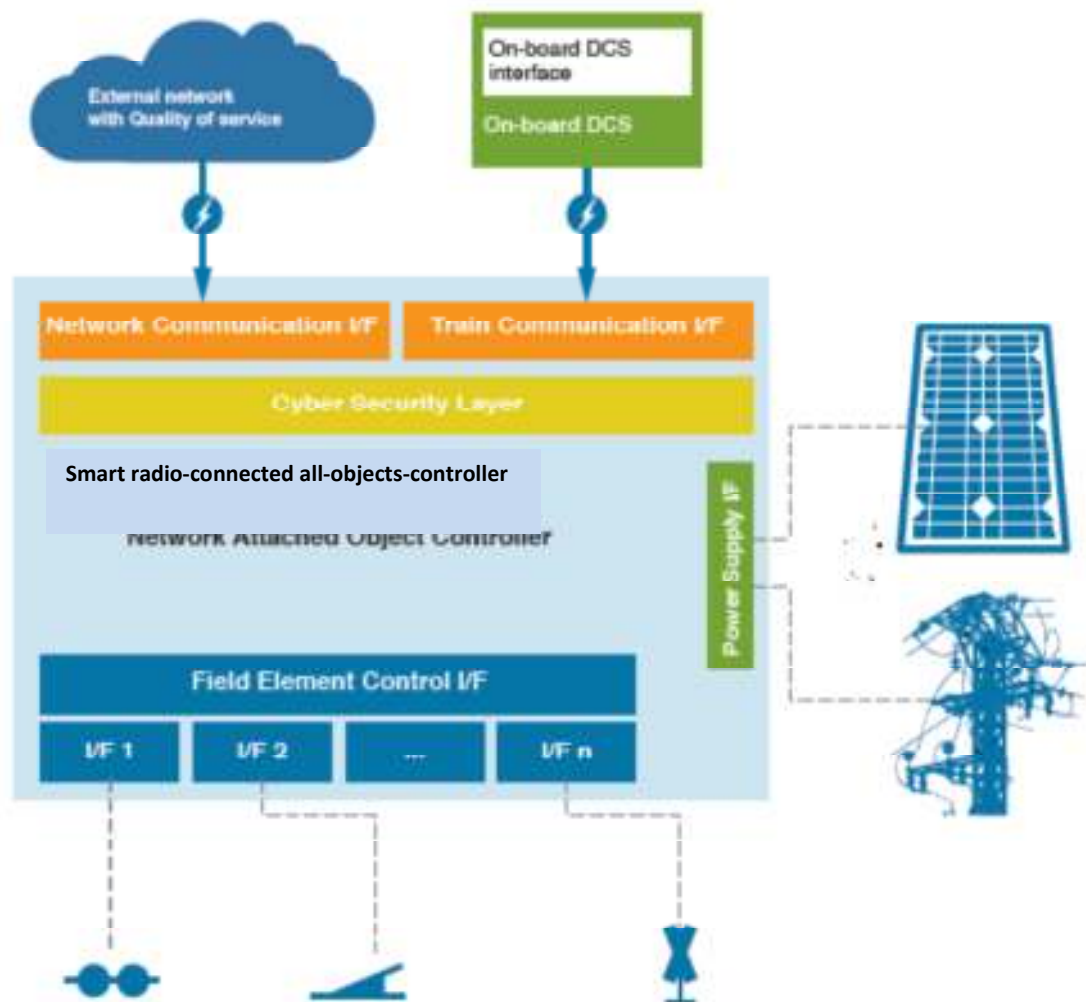 External network
with Quality of service
On-board DCS
interface
On-board DCS
Network Communication I/F
Train Communication I/F
Cyber Security Layer
Smart radio-connected all-objects-controller
Network Attached Object Controller
Power Supply I/F
Field Element Control I/F
I/F 1
I/F 2
...
I/F n